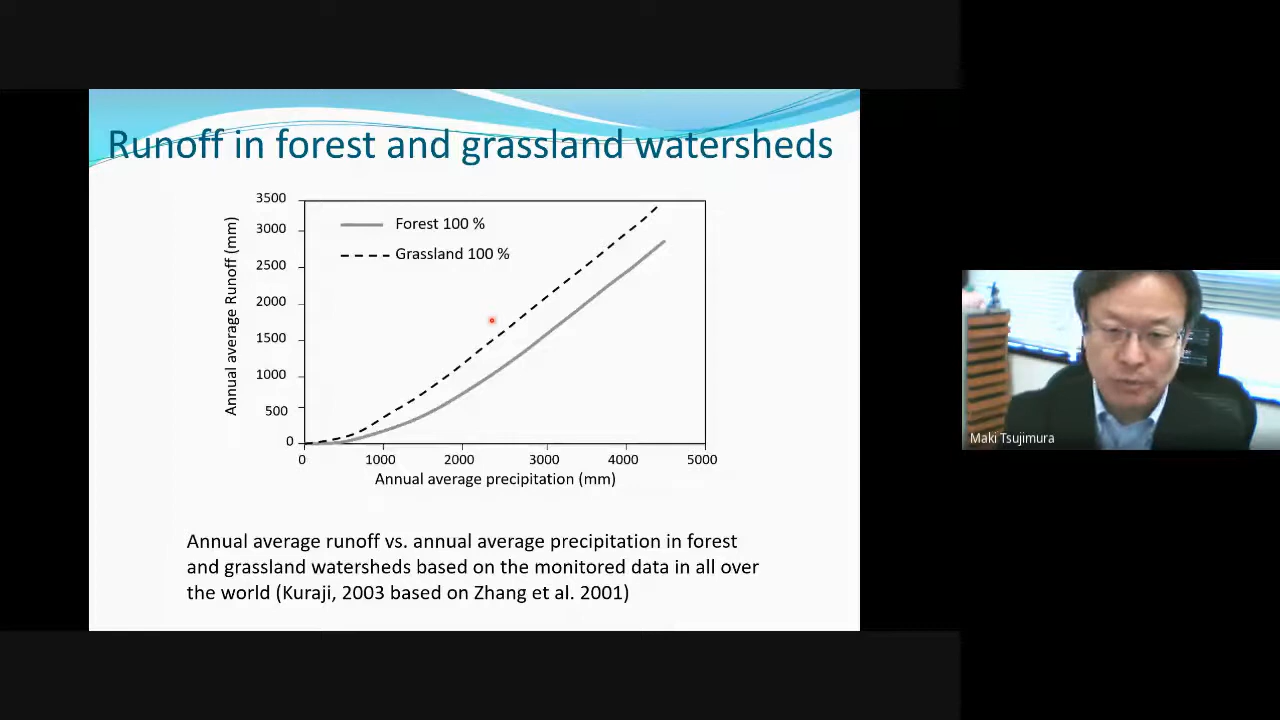 Runoff in forest and grassland watersheds
Annual average Runoff (mm)
3500
3000
2500
2000
1500
1000
500
0
Forest 100 %
Grassland 100 %
0 1000 2000 3000 4000 5000
Annual average precipitation (mm)
Annual average runoff vs. annual average precipitation in forest
and grassland watersheds based on the monitored data in all over
the world (Kuraji, 2003 based on Zhang et al. 2001)
Maki Tsujimura